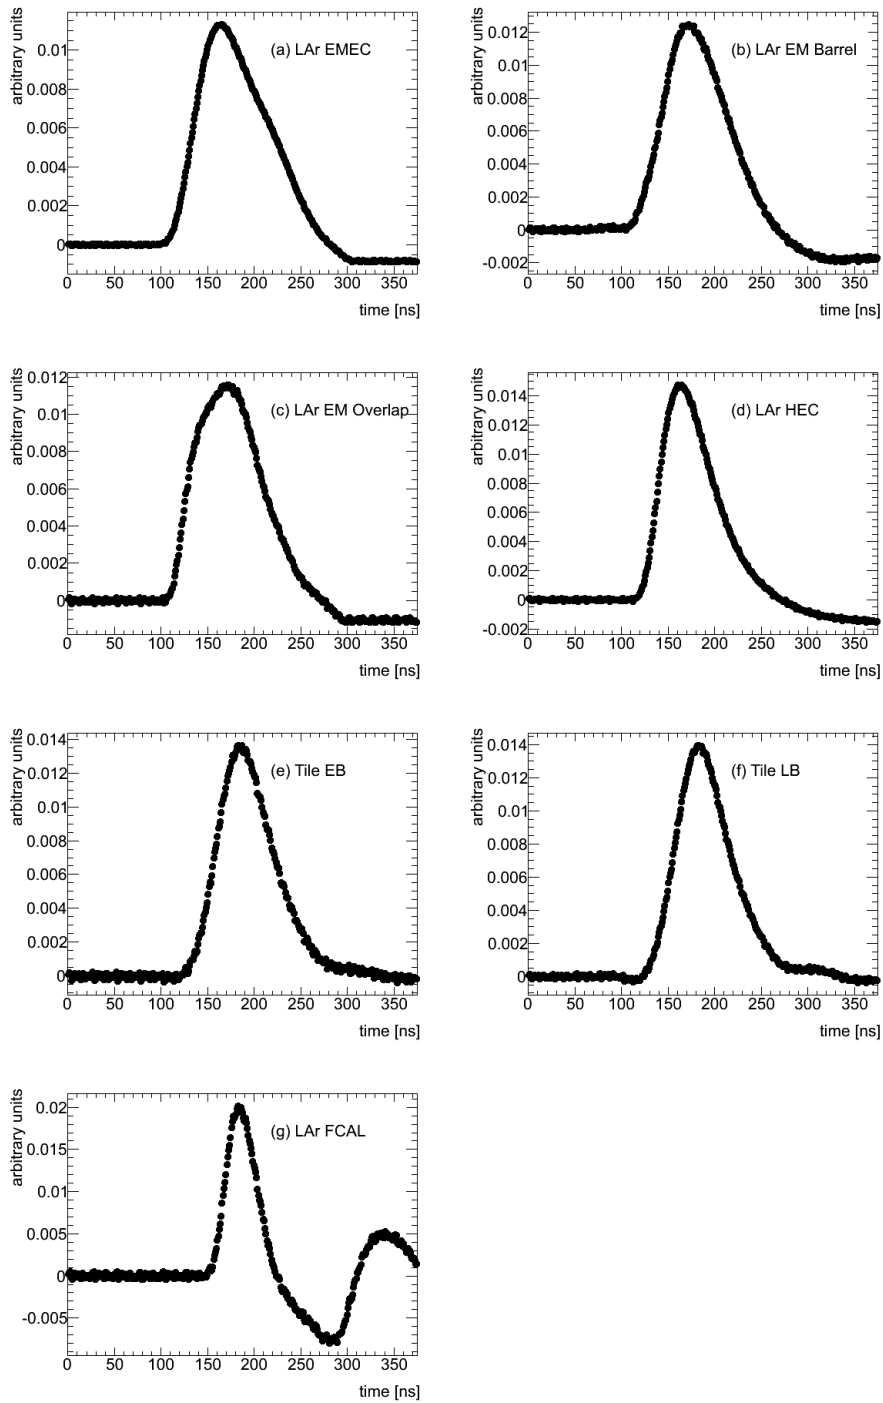 arbitrary units
(a) LAr EMEC
0.01
0.008
0.006
0.004
0.002
0
0 50 100 150 200 250 300 350
time [ns]
arbitrary units
(b) LAr EM Barrel
0.012
0.01
0.008
0.006
0.004
0.002
0
-0.002
0 50 100 150 200 250 300 350
time [ns]
arbitrary units
(c) LAr EM Overlap
0.012
0.01
0.008
0.006
0.004
0.002
0
0 50 100 150 200 250 300 350
time [ns]
arbitrary units
(d) LAr HEC
0.014
0.012
0.01
0.008
0.006
0.004
0.002
0
-0.002
0 50 100 150 200 250 300 350
time [ns]
arbitrary units
(e) Tile EB
0.014
0.012
0.01
0.008
0.006
0.004
0.002
0
0 50 100 150 200 250 300 350
time [ns]
arbitrary units
(f) Tile LB
0.014
0.012
0.01
0.008
0.006
0.004
0.002
0
0 50 100 150 200 250 300 350
time [ns]
arbitrary units
(g) LAr FCAL
0.02
0.015
0.01
0.005
0
-0.005
0 50 100 150 200 250 300 350
time [ns]